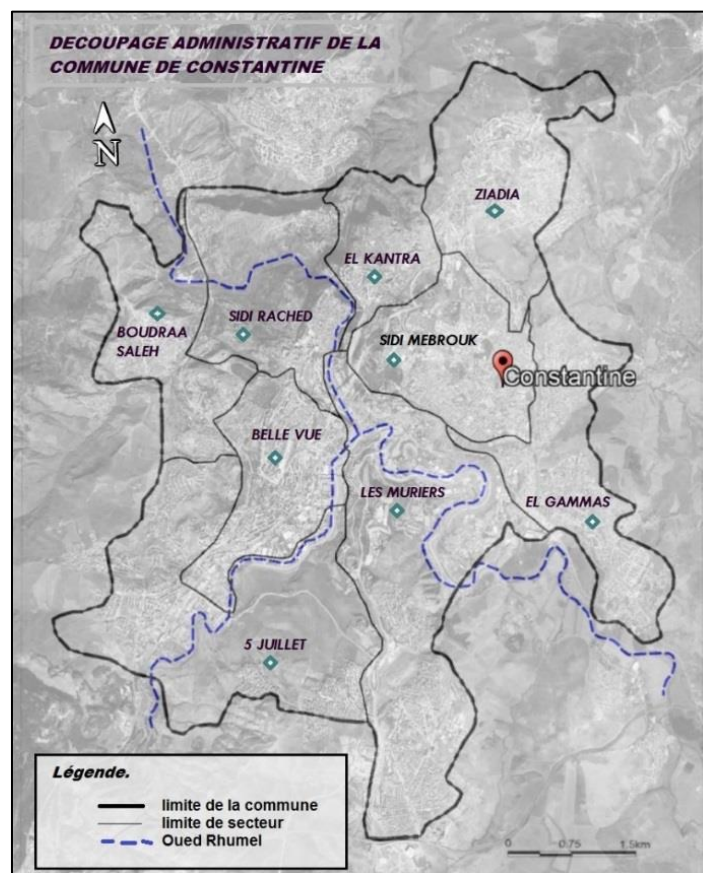 DECOUPAGE ADMINISTRATIF DE LA
COMMUNE DE CONSTANTINE
N
ZIADIA
EL KANTRA
BOUDRAA
SALEH
SIDI RACHED
SIDI MEBROUK
Constantine
BELLE VUE
LES MURIERS
EL GAMMAS
5 JUILLET
Légende.
limite de la commune
limite de secteur
Oued Rhumel
0 0.75 1.5km